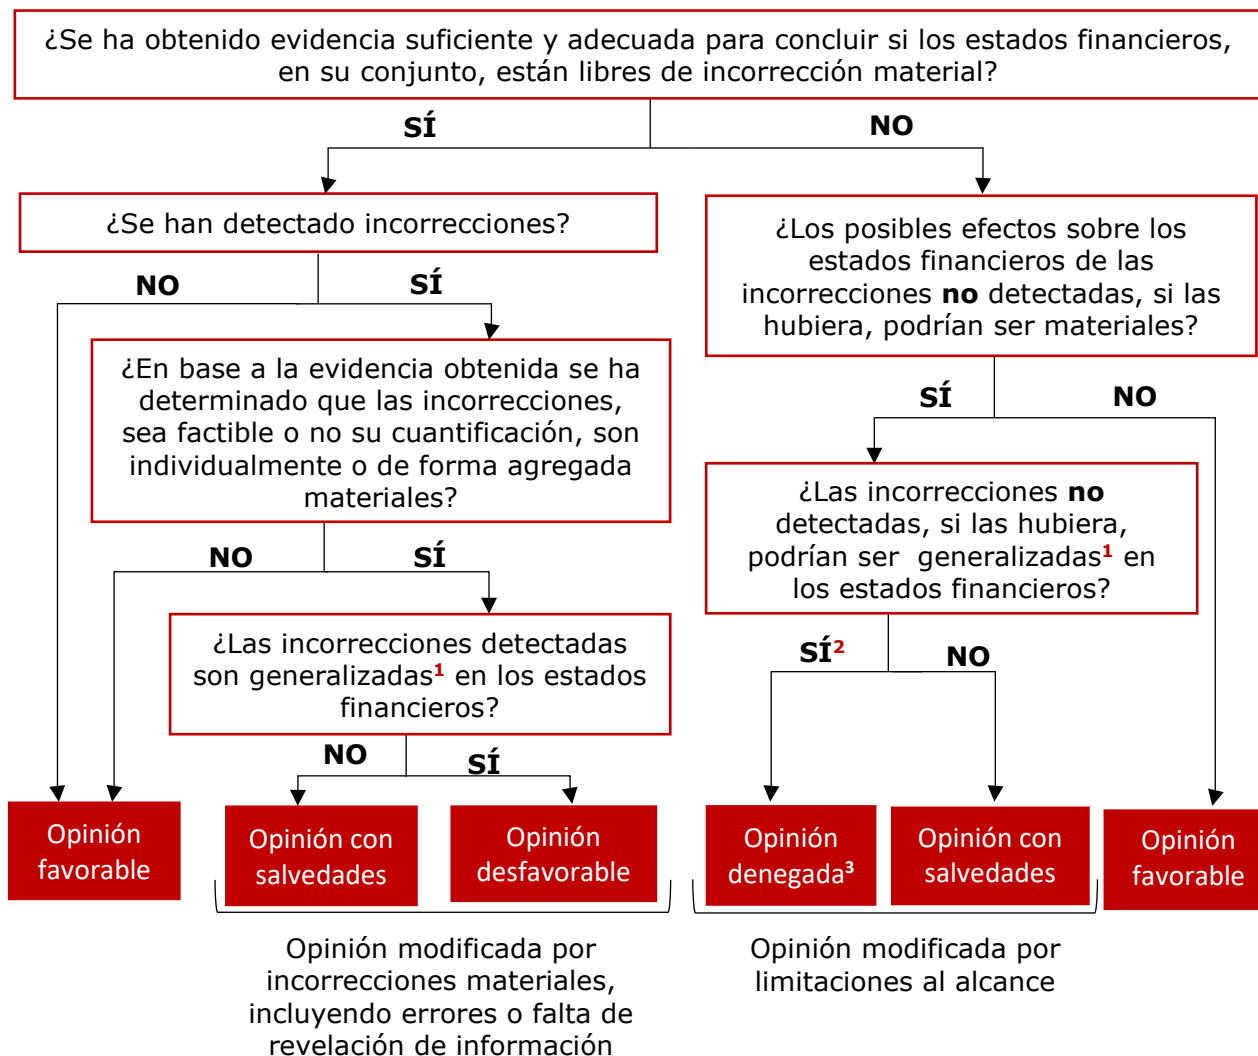 ¿Se ha obtenido evidencia suficiente y adecuada para concluir si los estados financieros,
en su conjunto, están libres de incorrección material?
SÍ
NO
¿Se han detectado incorrecciones?
NO
SÍ
¿En base a la evidencia obtenida se ha
determinado que las incorrecciones,
sea factible o no su cuantificación, son
individualmente o de forma agregada
materiales?
NO
SÍ
¿Las incorrecciones detectadas
son generalizadas¹ en los estados
financieros?
NO
SÍ
¿Los posibles efectos sobre los
estados financieros de las
incorrecciones no detectadas, si las
hubiera, podrían ser materiales?
SÍ
NO
¿Las incorrecciones no
detectadas, si las hubiera,
podrían ser generalizadas¹ en
los estados financieros?
SÍ²
NO
Opinión
favorable
Opinión con
salvedades
Opinión
desfavorable
Opinión
denegada³
Opinión con
salvedades
Opinión
favorable
Opinión modificada por
incorrecciones materiales,
incluyendo errores o falta de
revelación de información
Opinión modificada por
limitaciones al alcance